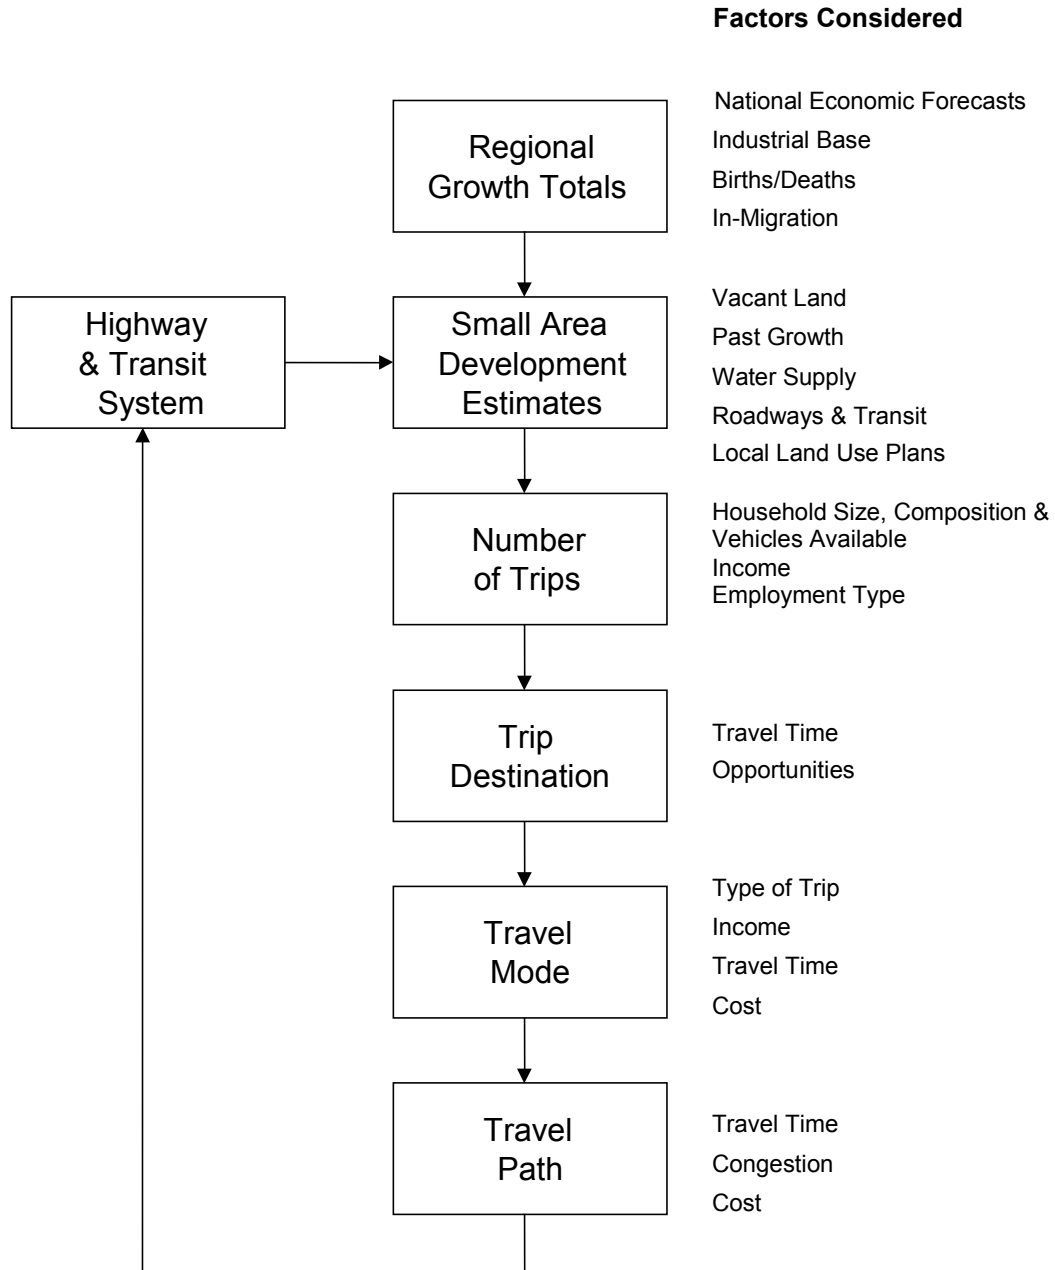 Factors Considered
Regional
Growth Totals
National Economic Forecasts
Industrial Base
Births/Deaths
In-Migration
Highway
& Transit
System
Small Area
Development
Estimates
Vacant Land
Past Growth
Water Supply
Roadways & Transit
Local Land Use Plans
Number
of Trips
Household Size, Composition &
Vehicles Available
Income
Employment Type
Trip
Destination
Travel Time
Opportunities
Travel
Mode
Type of Trip
Income
Travel Time
Cost
Travel
Path
Travel Time
Congestion
Cost